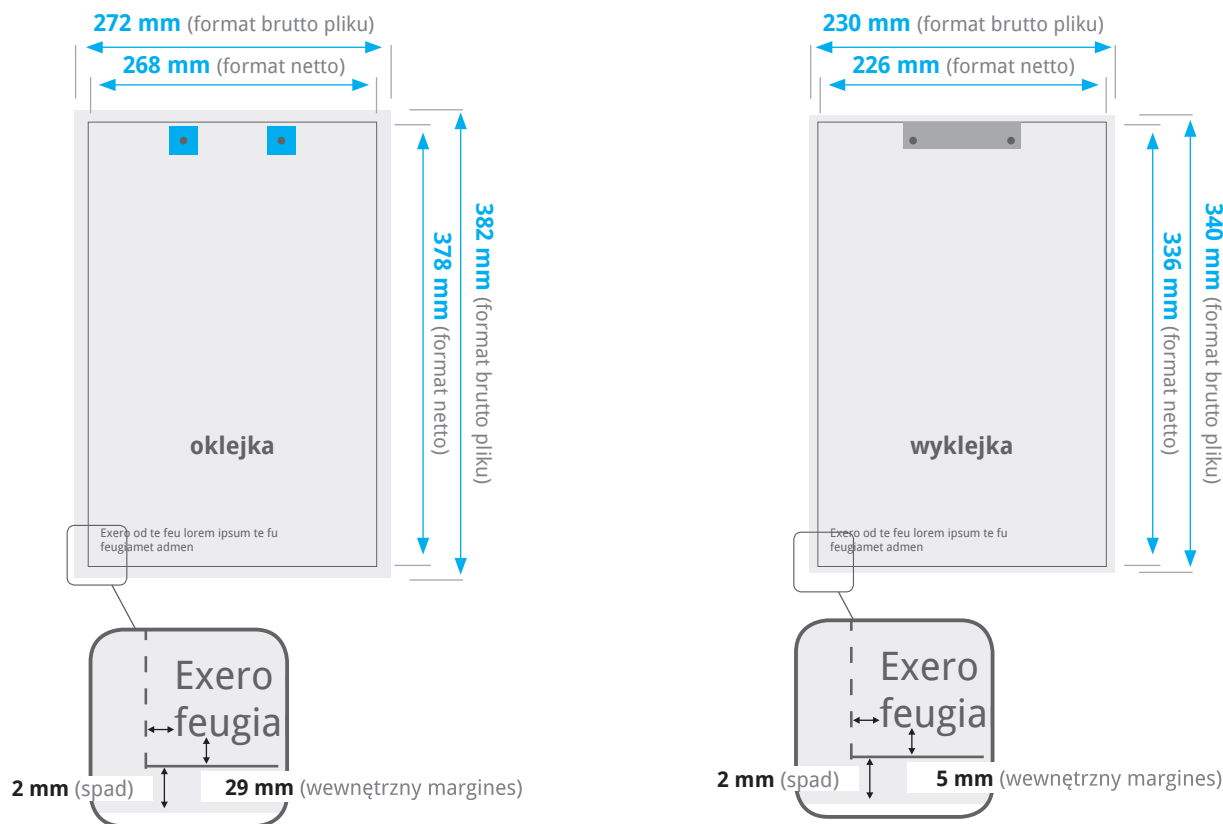 272 mm (format brutto pliku)
268 mm (format netto)
378 mm (format netto)
382 mm (format brutto pliku)
oklejka
Exero od te feu lorem ipsum te fu
feugiamet admen
Exero
feugia
2 mm (spad)
29 mm (wewnętrzny margines)
230 mm (format brutto pliku)
226 mm (format netto)
336 mm (format netto)
340 mm (format brutto pliku)
wyklejka
Exero od te feu lorem ipsum te fu
feugiamet admen
Exero
feugia
2 mm (spad)
5 mm (wewnętrzny margines)